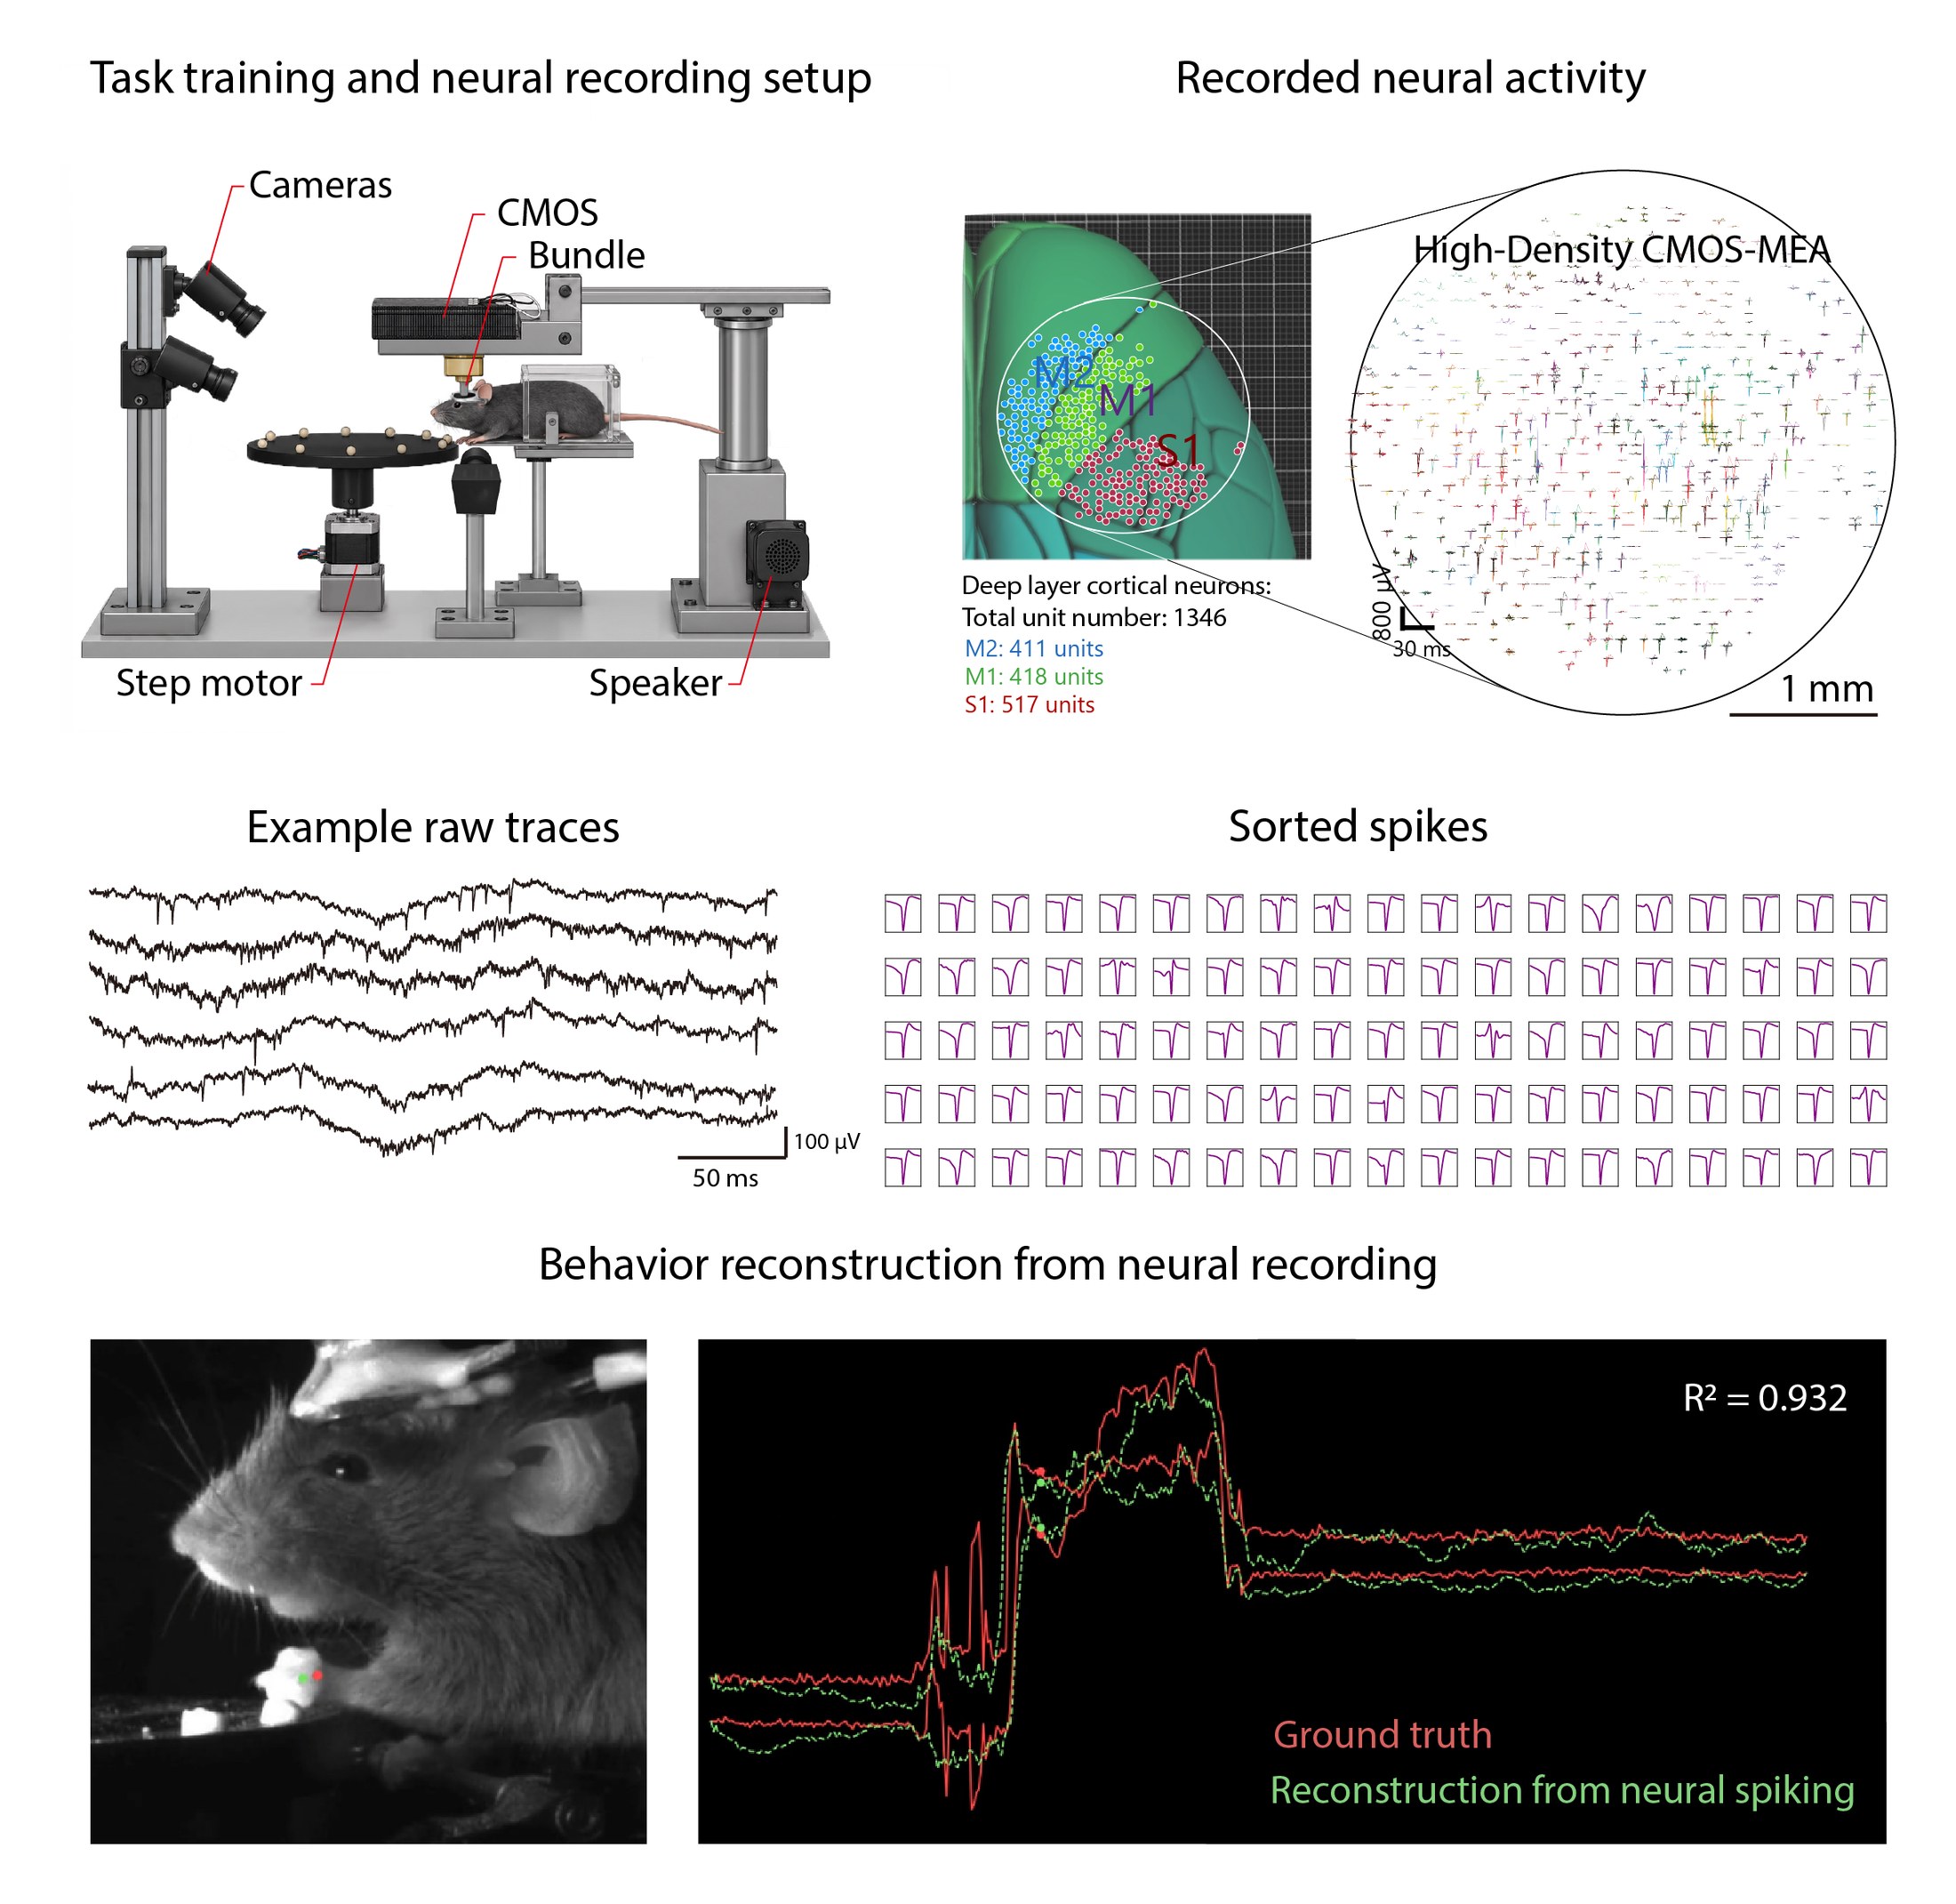 Task training and neural recording setup
Recorded neural activity
Cameras
CMOS
Bundle
Step motor
Speaker
M2
M1
S1
High-Density CMOS-MEA
Deep layer cortical neurons:
Total unit number: 1346
M2: 411 units
M1: 418 units
S1: 517 units
800 μV
30 ms
1 mm
Example raw traces
Sorted spikes
100 μV
50 ms
Behavior reconstruction from neural recording
R² = 0.932
Ground truth
Reconstruction from neural spiking